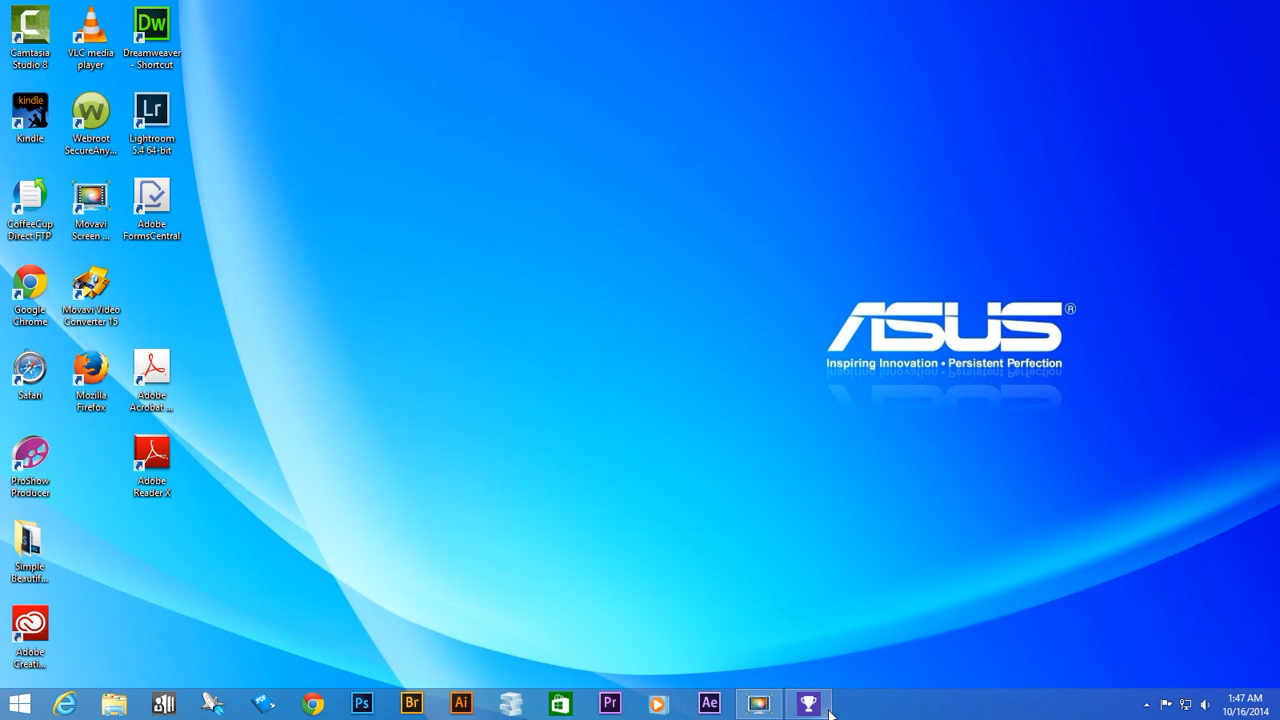 Camtasia
Studio 8
VLC media
player
Dw
Dreamweaver
- Shortcut
kindle
Kindle
W
Webroot
SecureAny...
Lr
Lightroom
5.4 64-bit
CoffeeCup
Direct FTP
Movavi
Screen ...
Adobe
FormsCentral
Google
Chrome
Movavi Video
Converter 15
Safari
Mozilla
Firefox
Adobe
Acrobat ...
ProShow
Producer
Adobe
Reader X
Simple
Beautif...
Adobe
Creati...
ASUS®
Inspiring Innovation • Persistent Perfection
PDF
Ps
Br
Ai
Pr
Ae
1:47 AM
10/16/2014